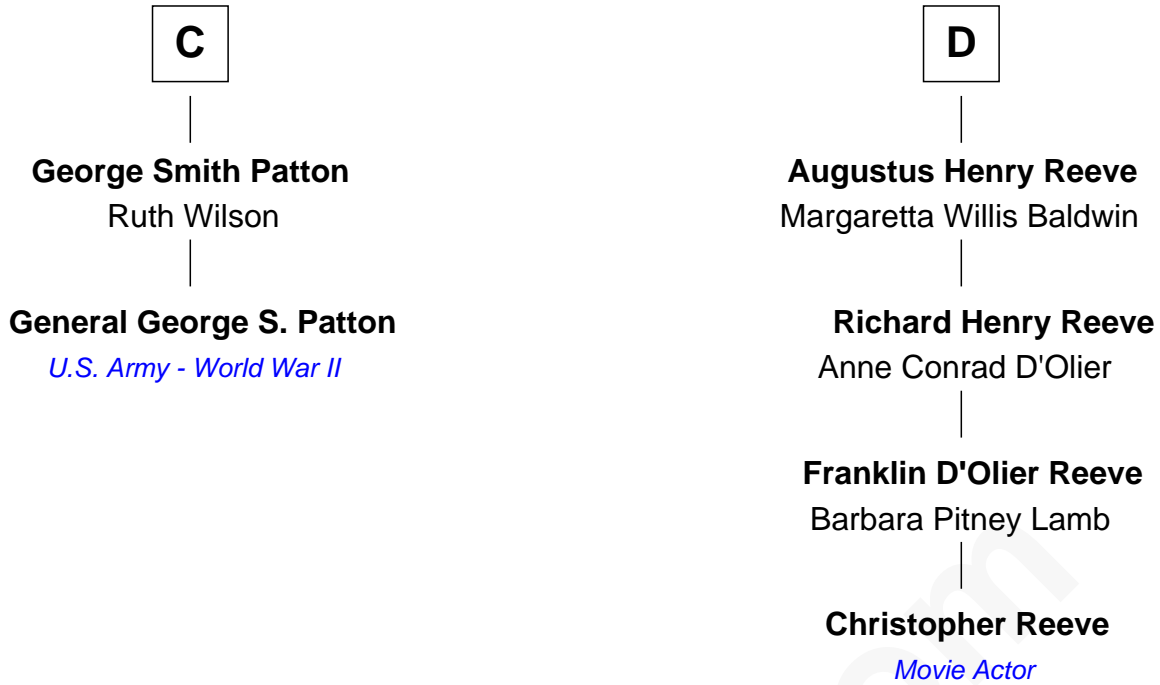 C
George Smith Patton
Ruth Wilson
General George S. Patton
U.S. Army - World War II
D
Augustus Henry Reeve
Margaretta Willis Baldwin
Richard Henry Reeve
Anne Conrad D'Olier
Franklin D'Olier Reeve
Barbara Pitney Lamb
Christopher Reeve
Movie Actor
om